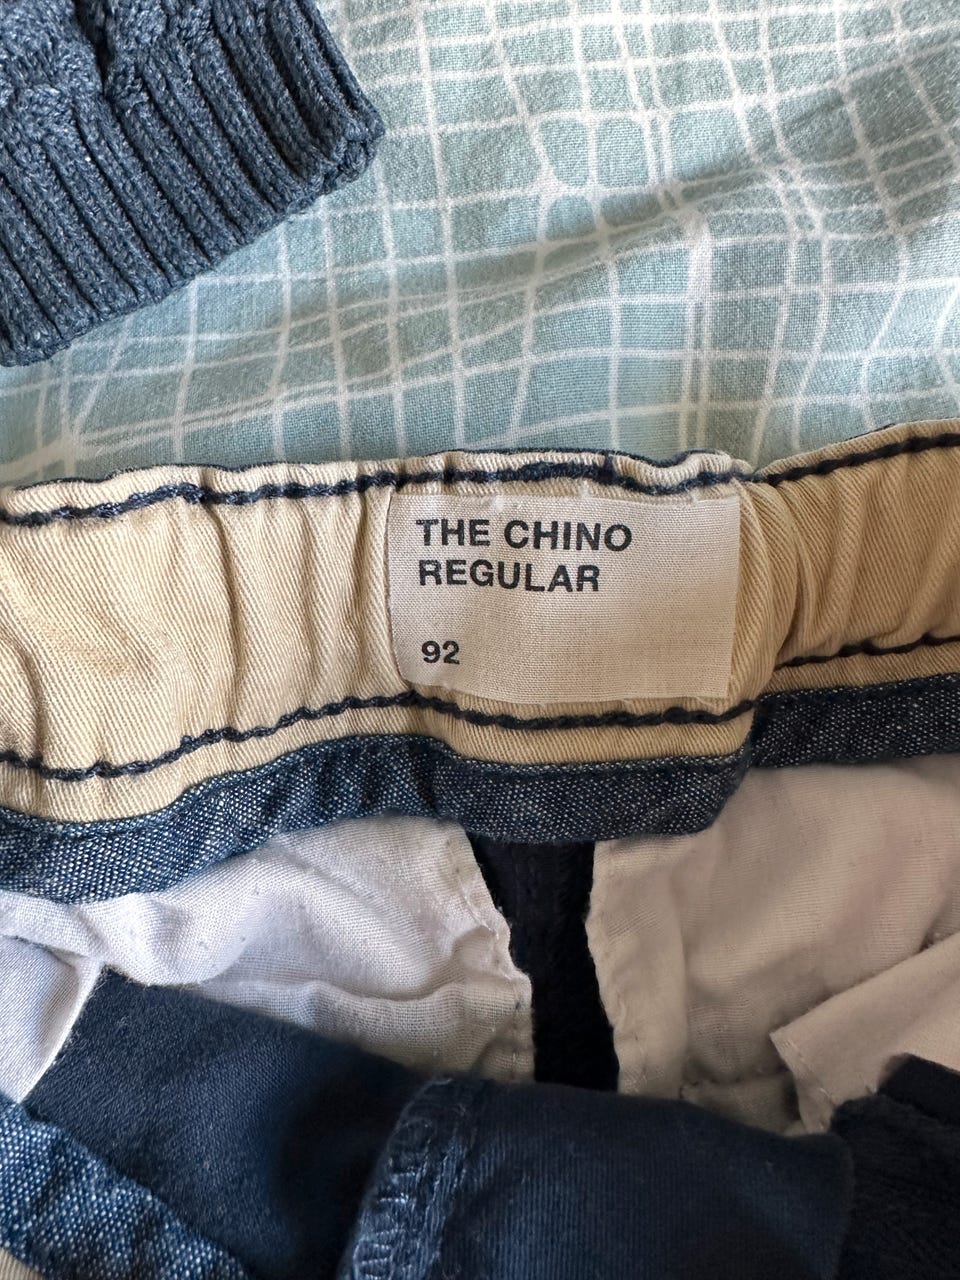 THE CHINO
REGULAR
92